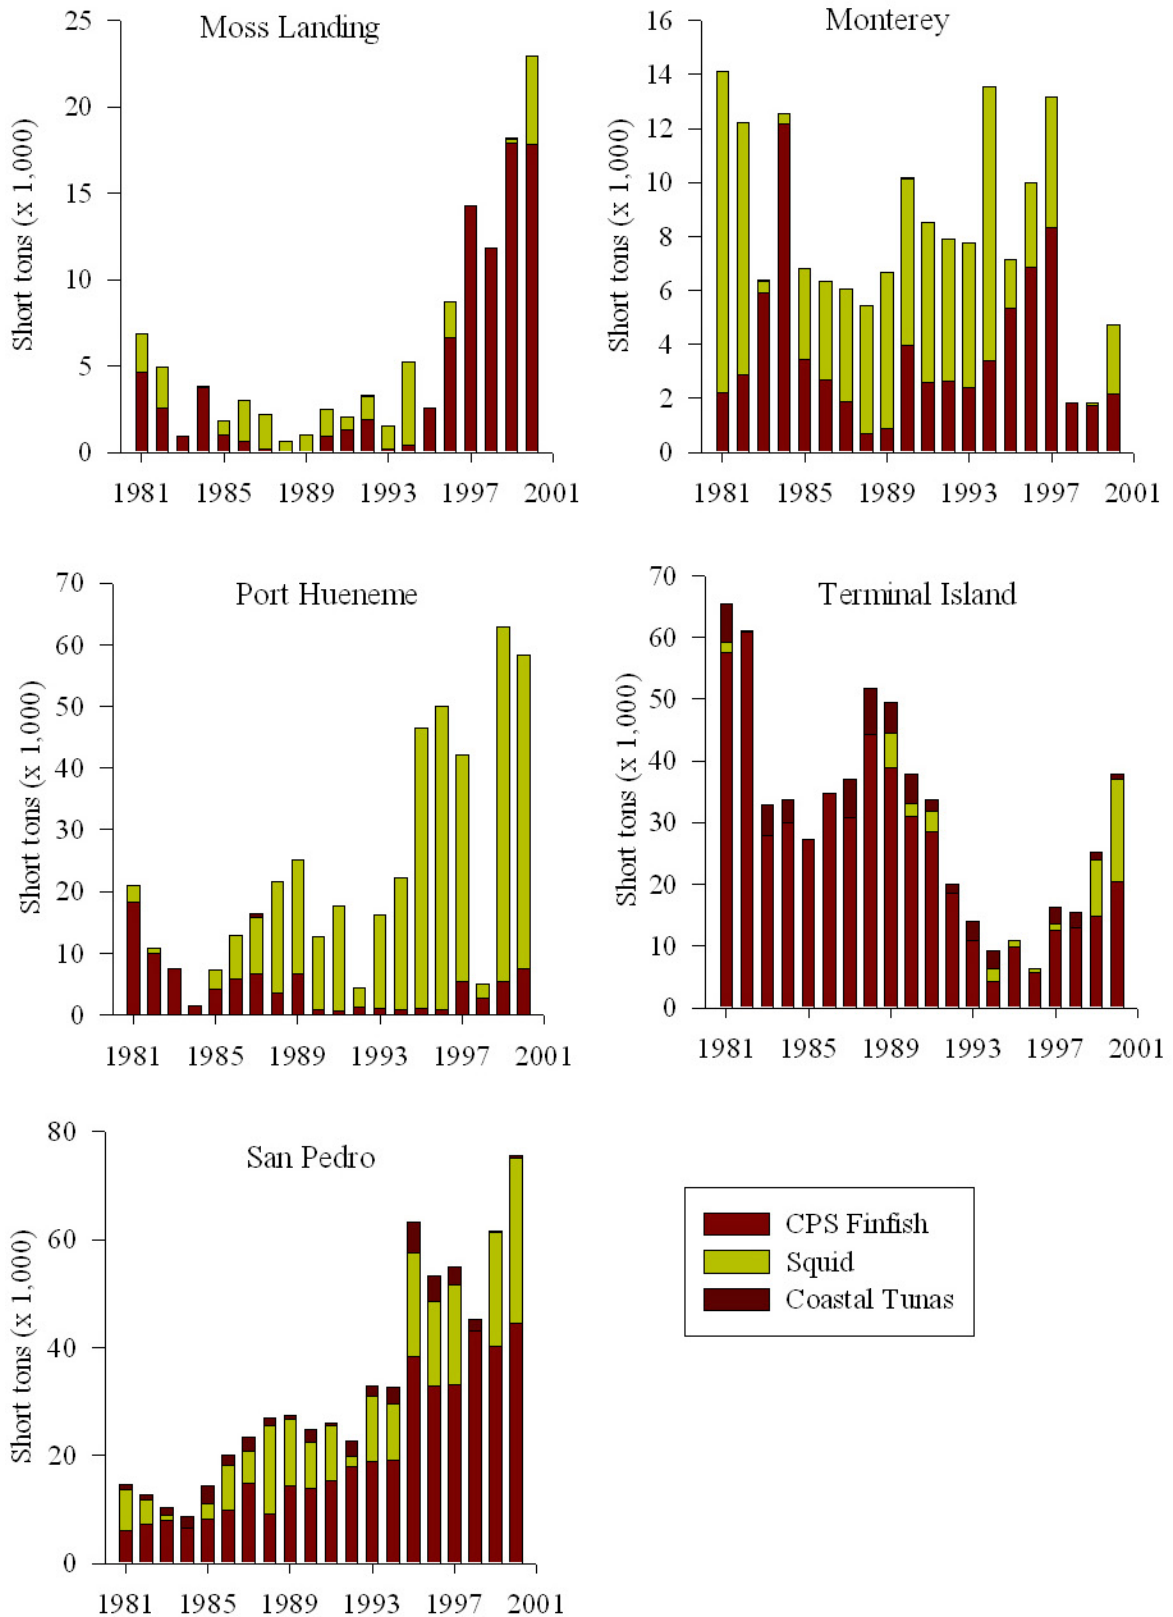 Moss Landing
Short tons (x 1,000)
25
20
15
10
5
0
1981 1985 1989 1993 1997 2001
Monterey
Short tons (x 1,000)
16
14
12
10
8
6
4
2
0
1981 1985 1989 1993 1997 2001
Port Hueneme
Short tons (x 1,000)
70
60
50
40
30
20
10
0
1981 1985 1989 1993 1997 2001
Terminal Island
Short tons (x 1,000)
70
60
50
40
30
20
10
0
1981 1985 1989 1993 1997 2001
San Pedro
Short tons (x 1,000)
80
60
40
20
0
1981 1985 1989 1993 1997 2001
CPS Finfish
Squid
Coastal Tunas